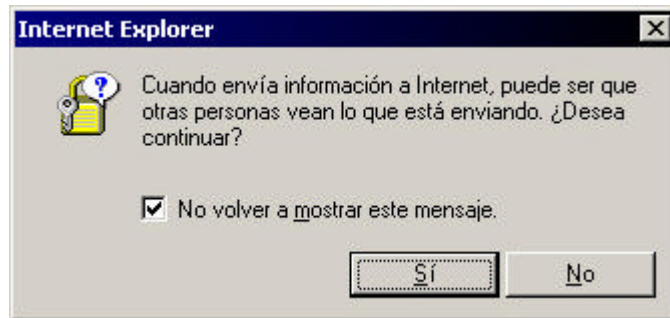 Internet Explorer
Cuando envía información a Internet, puede ser que
otras personas vean lo que está enviando. ¿Desea
continuar?
No volver a mostrar este mensaje.
Sí
No